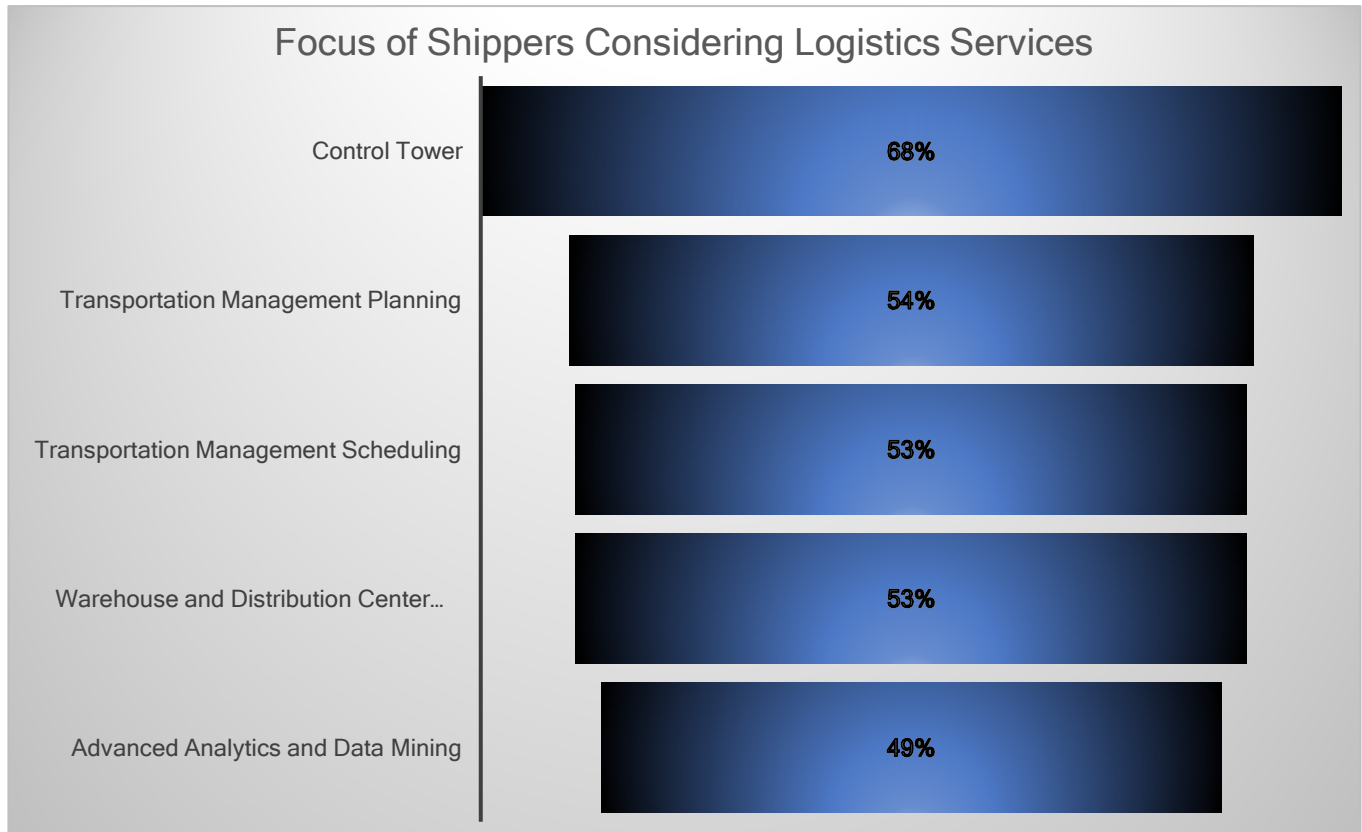 Focus of Shippers Considering Logistics Services
Control Tower
68%
Transportation Management Planning
54%
Transportation Management Scheduling
53%
Warehouse and Distribution Center...
53%
Advanced Analytics and Data Mining
49%